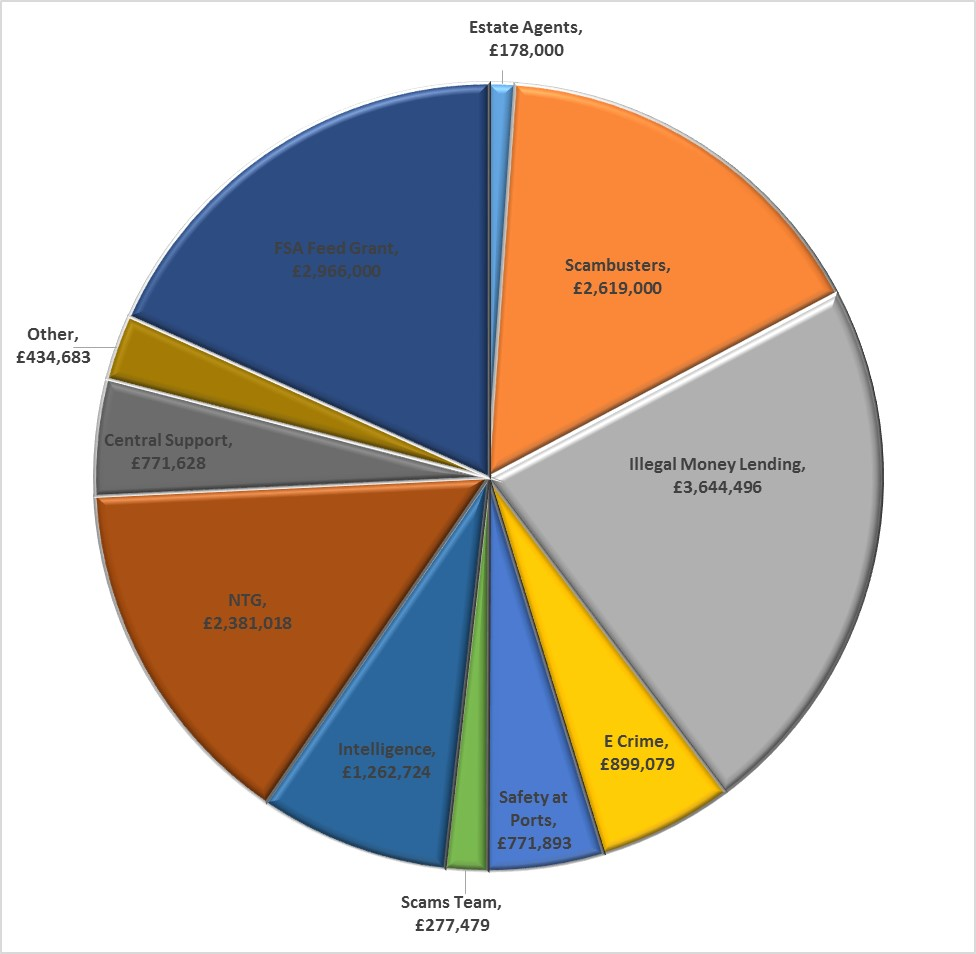 Estate Agents,
£178,000
Scambusters,
£2,619,000
Illegal Money Lending,
£3,644,496
E Crime,
£899,079
Safety at
Ports,
£771,893
Scams Team,
£277,479
Intelligence,
£1,262,724
NTG,
£2,381,018
Central Support,
£771,628
Other,
£434,683
FSA Feed Grant,
£2,966,000